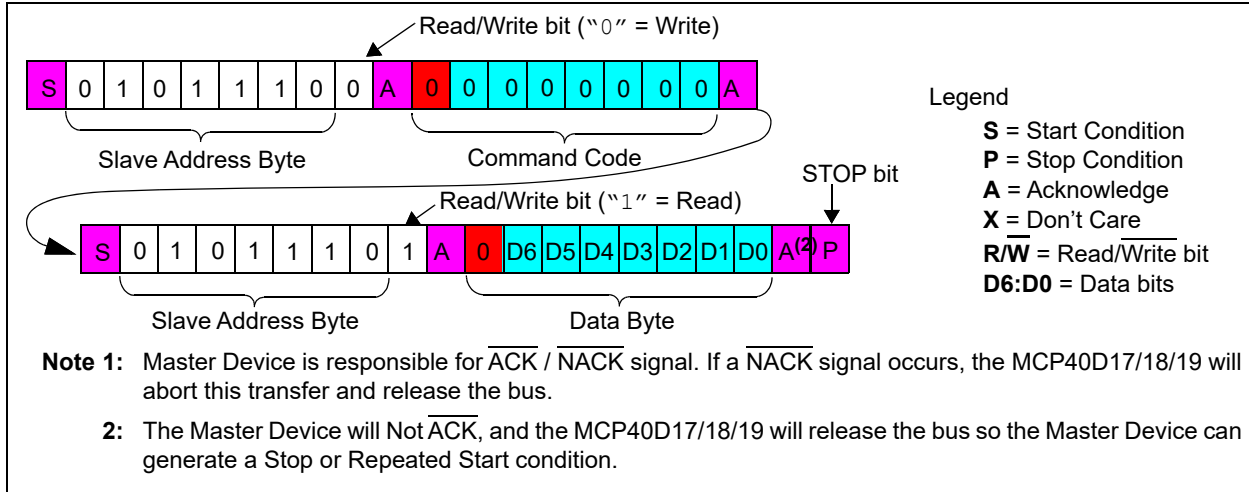 Read/Write bit (“0” = Write)
S 0 1 0 1 1 1 0 0 A 0 0 0 0 0 0 0 0 A
Slave Address Byte Command Code
STOP bit
Read/Write bit (“1” = Read)
S 0 1 0 1 1 1 0 1 A 0 D6 D5 D4 D3 D2 D1 D0 A(2) P
Slave Address Byte Data Byte
Legend
S = Start Condition
P = Stop Condition
A = Acknowledge
X = Don’t Care
R/W̅ = Read/W̅r̅i̅t̅e̅ bit
D6:D0 = Data bits
Note 1: Master Device is responsible for A̅C̅K̅ / N̅A̅C̅K̅ signal. If a N̅A̅C̅K̅ signal occurs, the MCP40D17/18/19 will
abort this transfer and release the bus.
2: The Master Device will Not A̅C̅K̅, and the MCP40D17/18/19 will release the bus so the Master Device can
generate a Stop or Repeated Start condition.